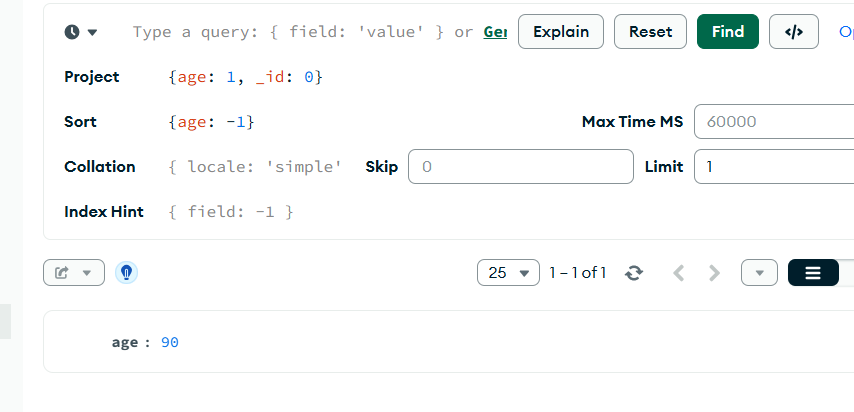 Type a query: { field: 'value' } or Ger Explain Reset Find </>
Project {age: 1, _id: 0}
Sort {age: -1} Max Time MS 60000
Collation { locale: 'simple' Skip 0 Limit 1
Index Hint { field: -1 }
25 1 – 1 of 1
age : 90